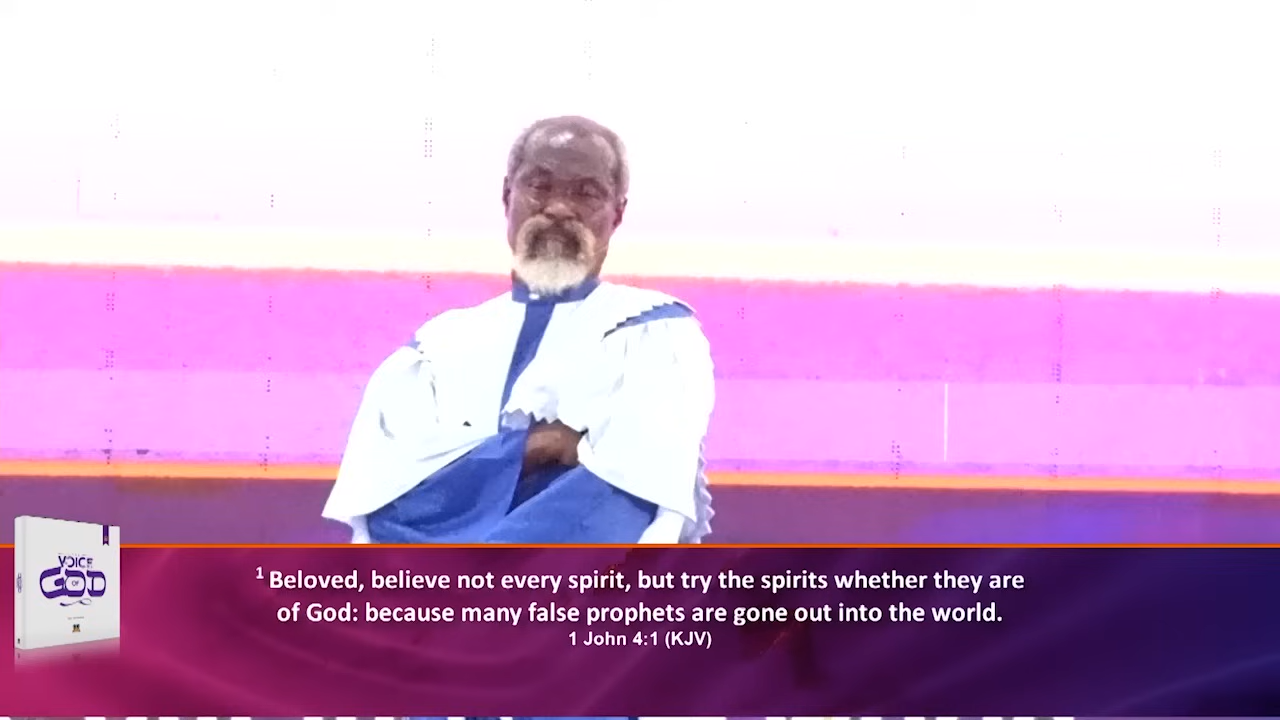 VOICE
OF
GOD
1 Beloved, believe not every spirit, but try the spirits whether they are
of God: because many false prophets are gone out into the world.
1 John 4:1 (KJV)